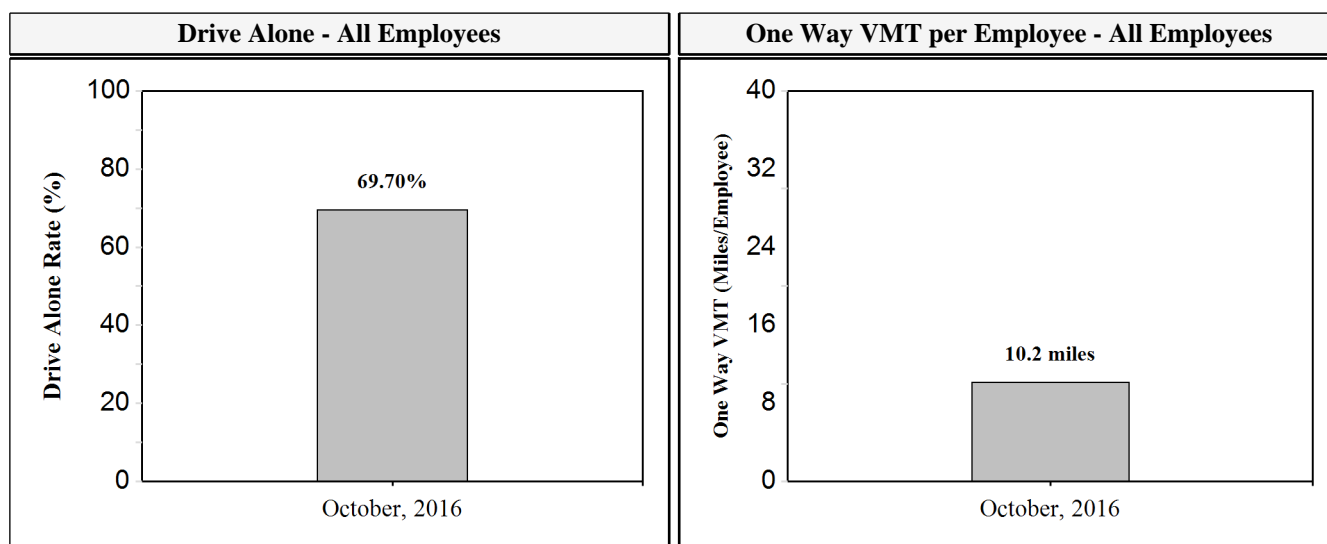 Drive Alone - All Employees
Drive Alone Rate (%)
100
80
60
40
20
0
69.70%
October, 2016
One Way VMT per Employee - All Employees
One Way VMT (Miles/Employee)
40
32
24
16
8
0
10.2 miles
October, 2016